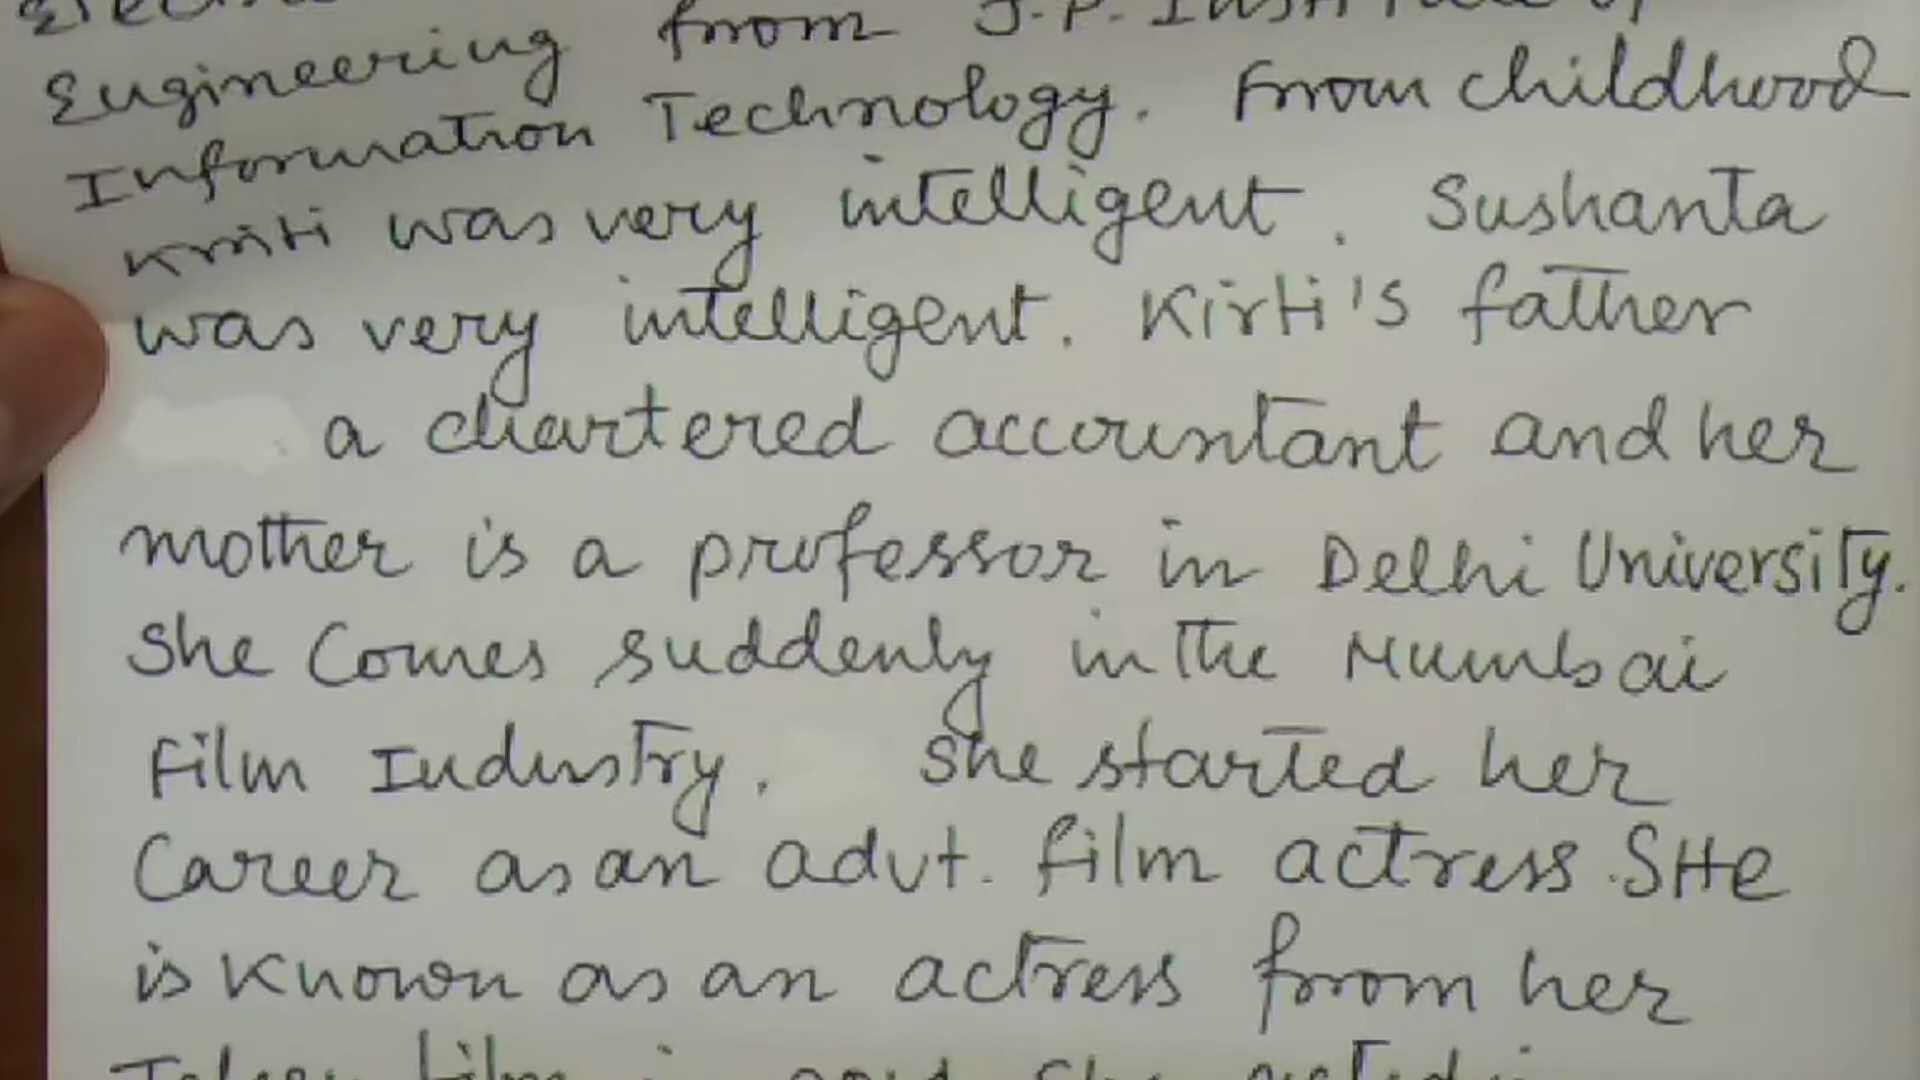 Engineering from J.P. Institute of
Information Technology. From childhood
Kriti was very intelligent. Sushanta
was very intelligent. Kirti's father
a chartered accountant and her
mother is a professor in Delhi University.
She Comes suddenly in the Mumbai
Film Industry. She started her
Career as an advt. film actress. SHe
is known as an actress from her